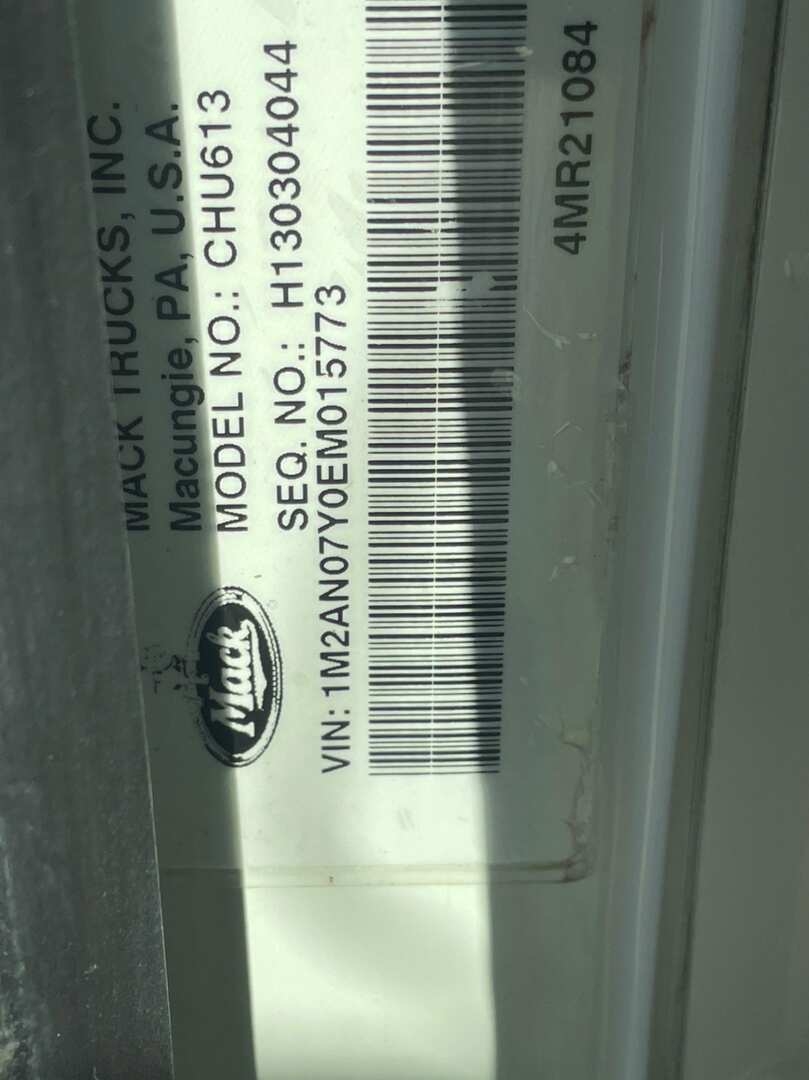 MACK TRUCKS, INC.
Macungie, PA, U.S.A.
MODEL NO.: CHU613
SEQ. NO.: H130304044
Mack
VIN: 1M2AN07Y0EM015773
4MR21084